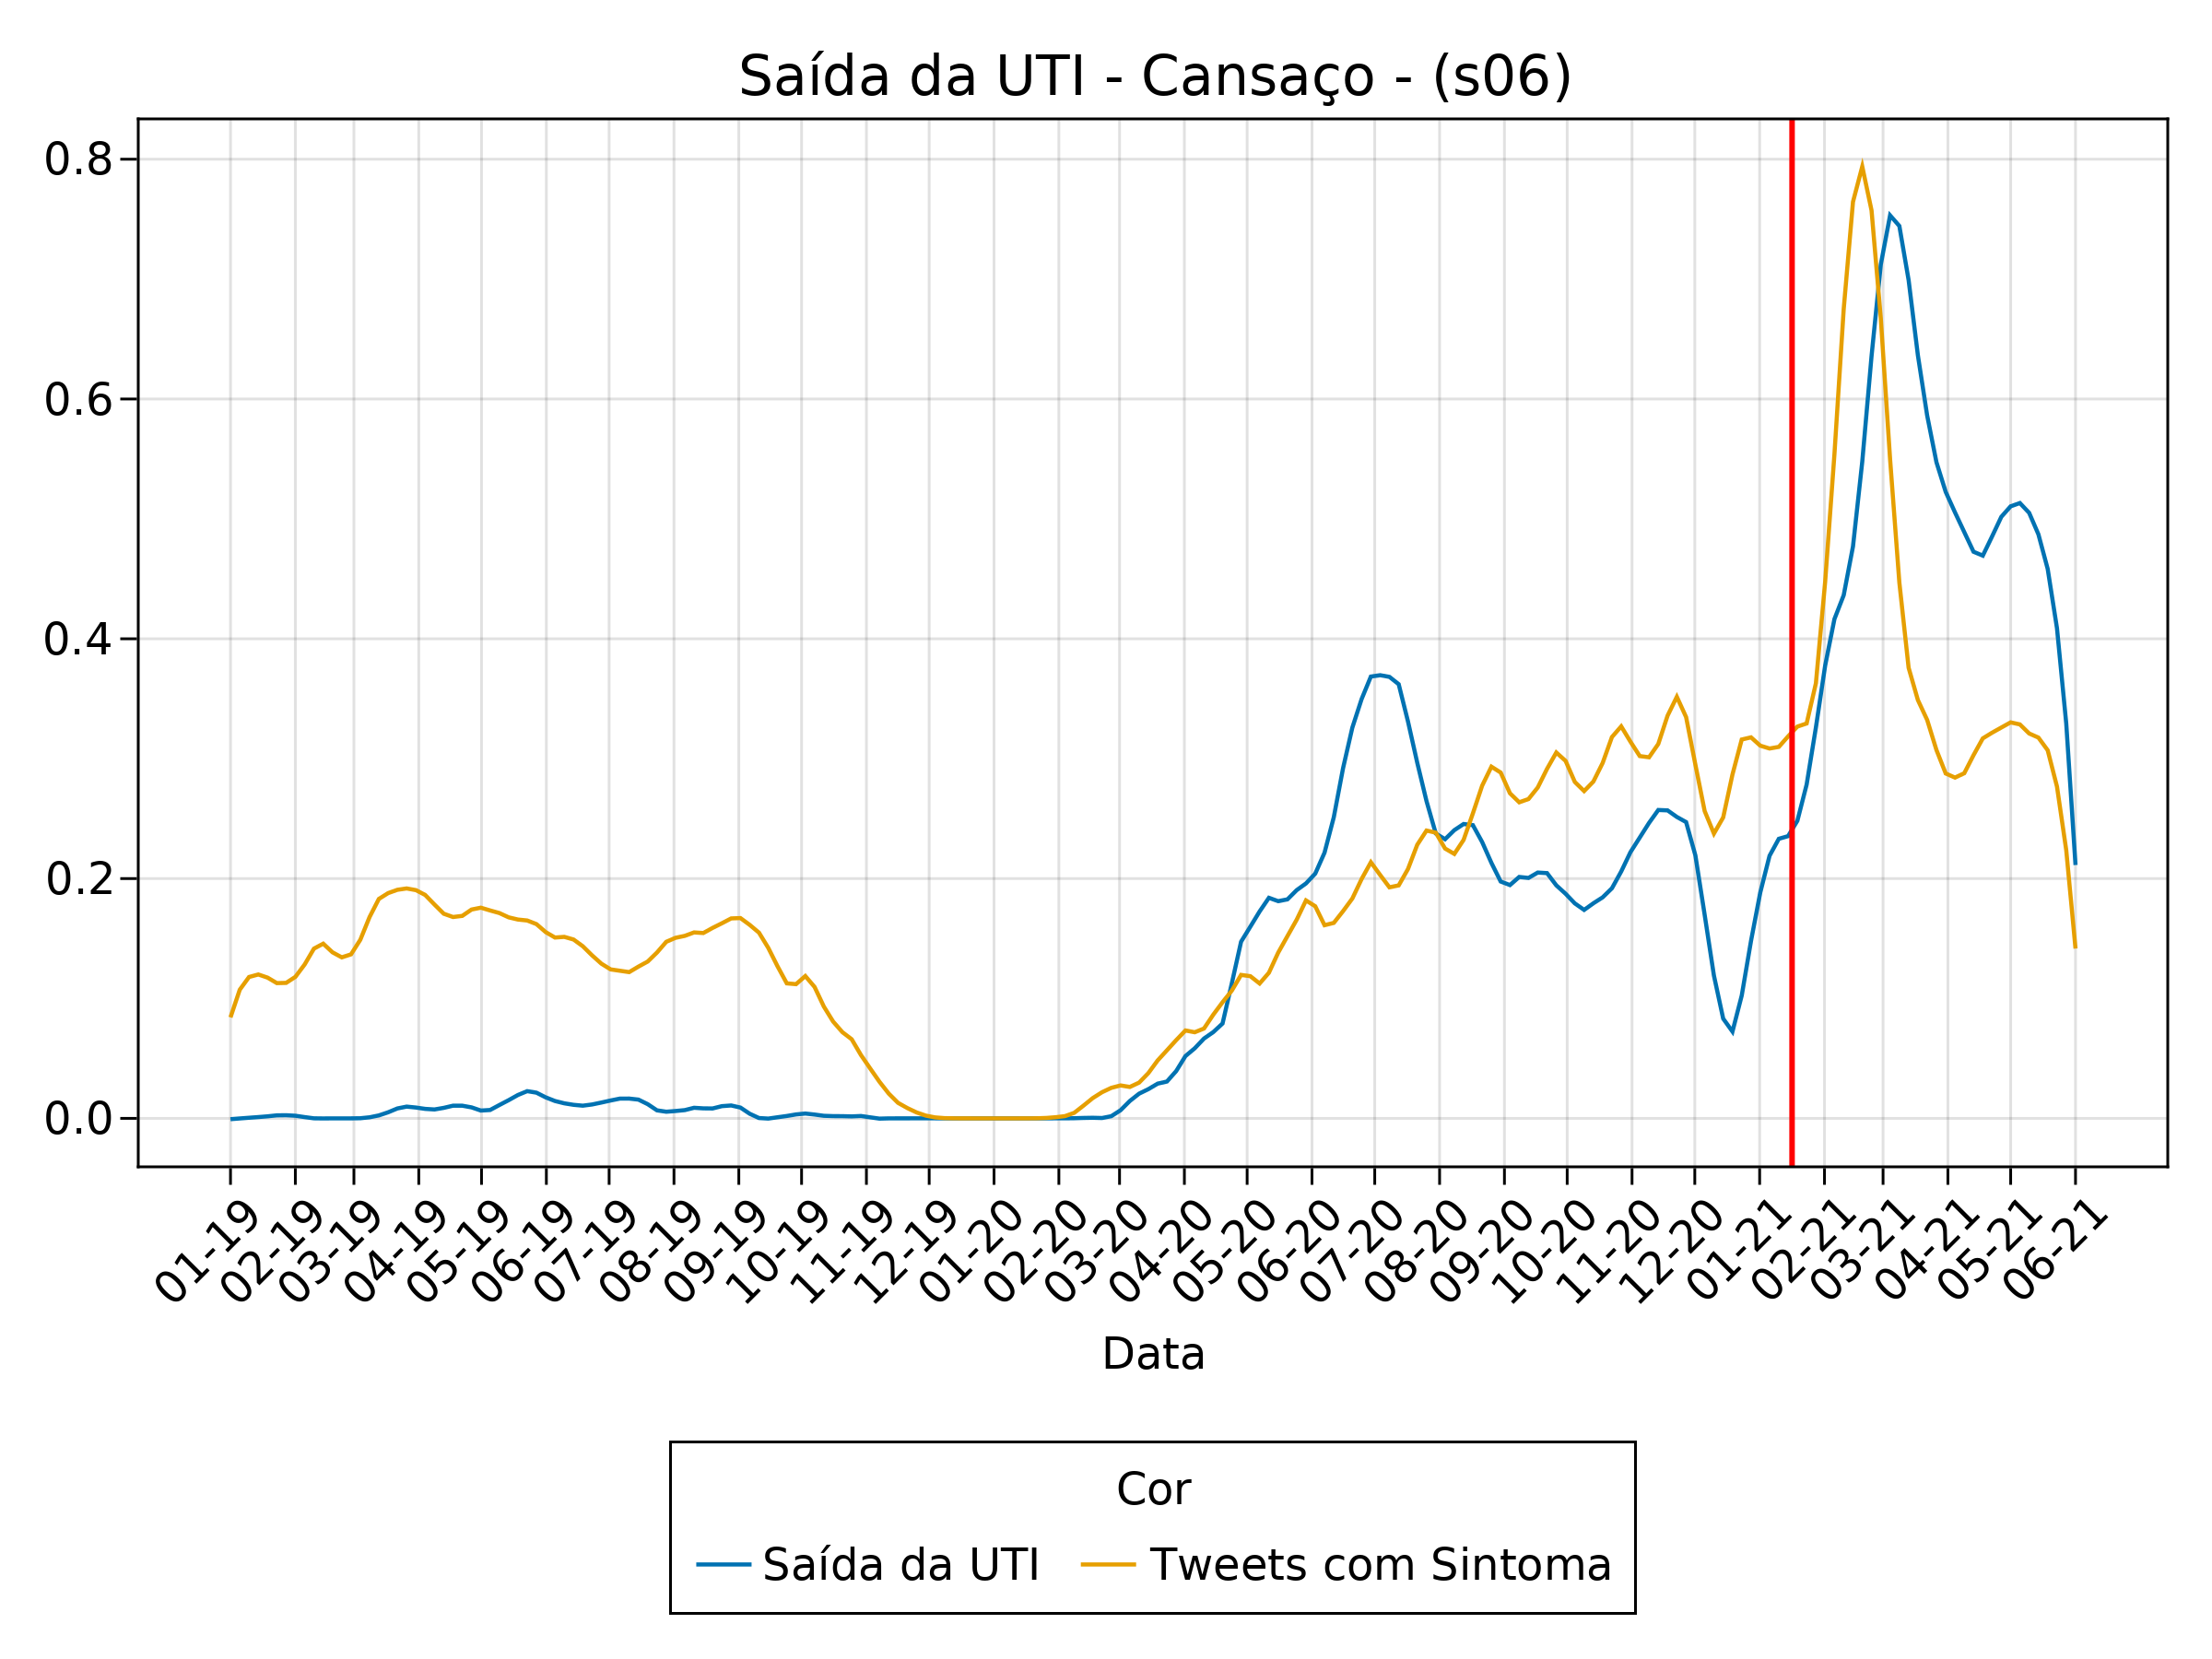 Saída da UTI - Cansaço - (s06)
0.8
0.6
0.4
0.2
0.0
01-19 02-19 03-19 04-19 05-19 06-19 07-19 08-19 09-19 10-19 11-19 12-19 01-20 02-20 03-20 04-20 05-20 06-20 07-20 08-20 09-20 10-20 11-20 12-20 01-21 02-21 03-21 04-21 05-21 06-21
Data
Cor
Saída da UTI Tweets com Sintoma